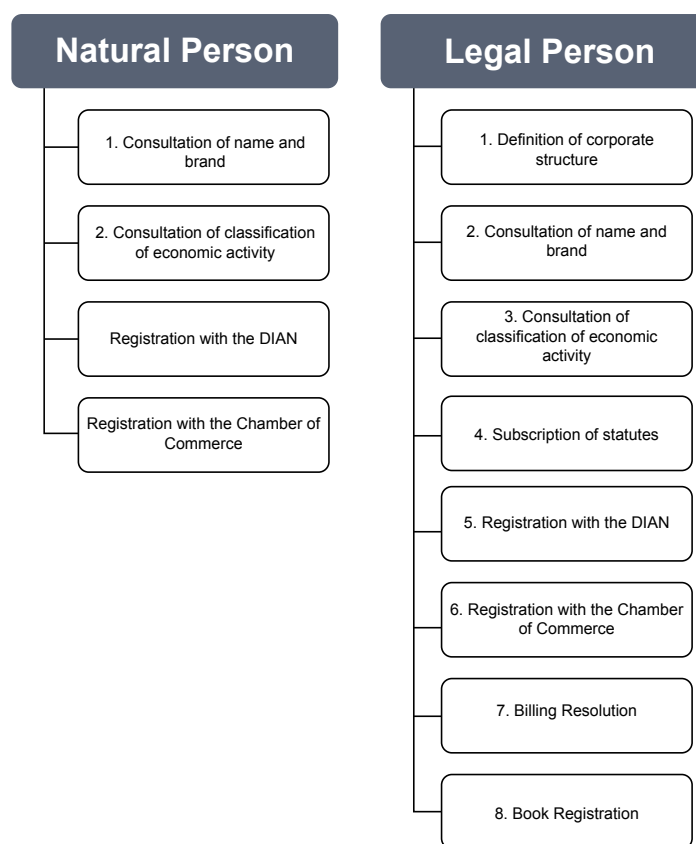 Natural Person
1. Consultation of name and
brand
2. Consultation of classification
of economic activity
Registration with the DIAN
Registration with the Chamber of
Commerce
Legal Person
1. Definition of corporate
structure
2. Consultation of name and
brand
3. Consultation of
classification of economic
activity
4. Subscription of statutes
5. Registration with the DIAN
6. Registration with the Chamber
of Commerce
7. Billing Resolution
8. Book Registration